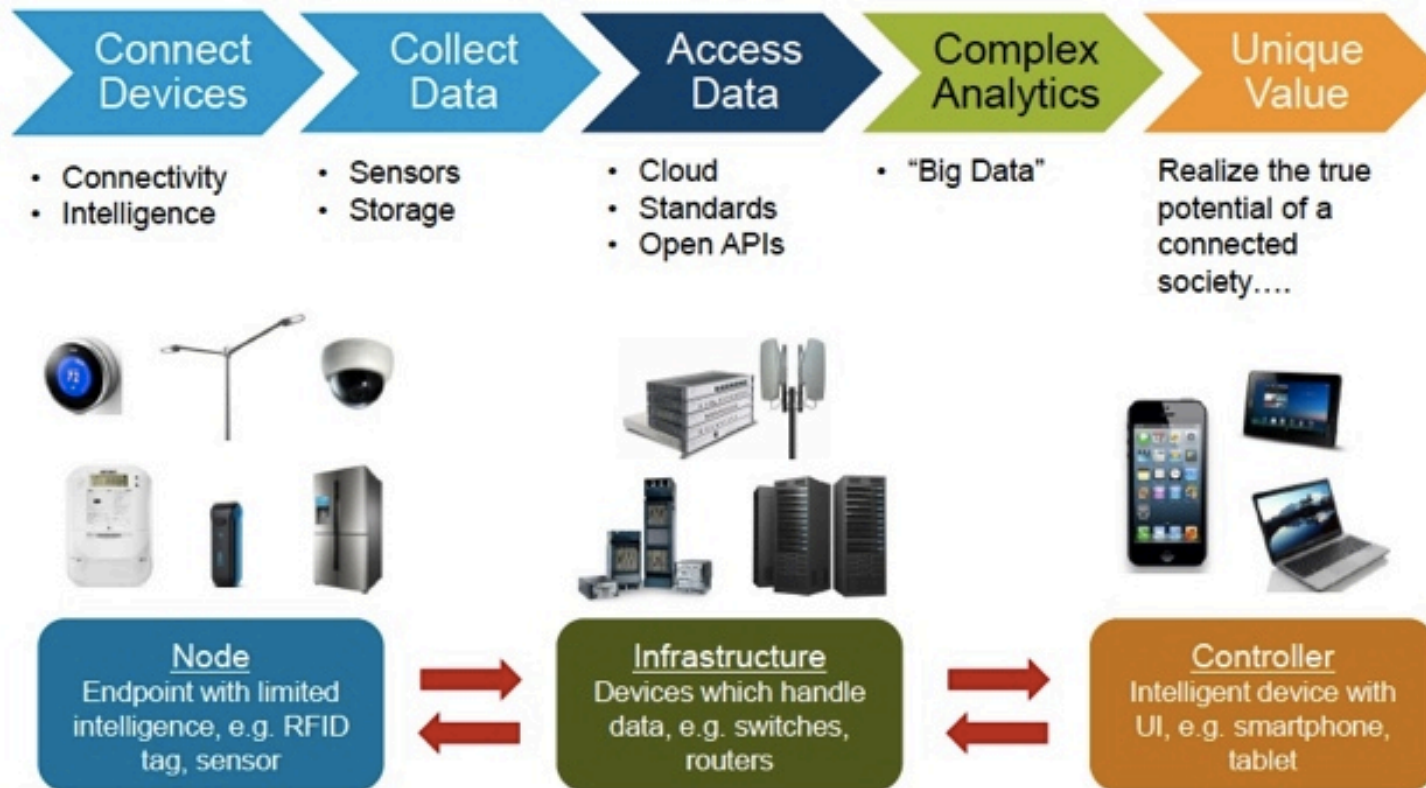 Connect
Devices
Collect
Data
Access
Data
Complex
Analytics
Unique
Value
• Connectivity
• Intelligence
• Sensors
• Storage
• Cloud
• Standards
• Open APIs
• “Big Data”
Realize the true
potential of a
connected
society….
72
Node
Endpoint with limited
intelligence, e.g. RFID
tag, sensor
Infrastructure
Devices which handle
data, e.g. switches,
routers
Controller
Intelligent device with
UI, e.g. smartphone,
tablet